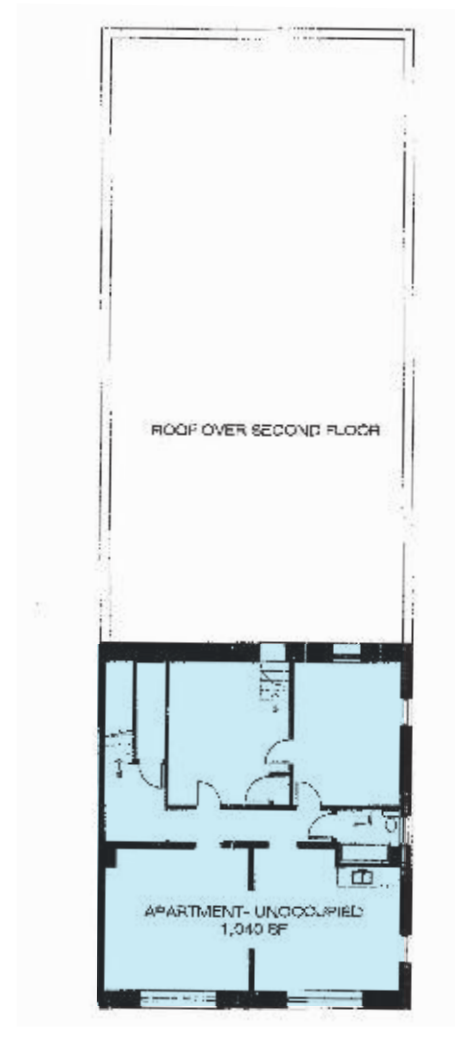 ROOF OVER SECOND FLOOR
APARTMENT- UNOCCUPIED
1,040 SF